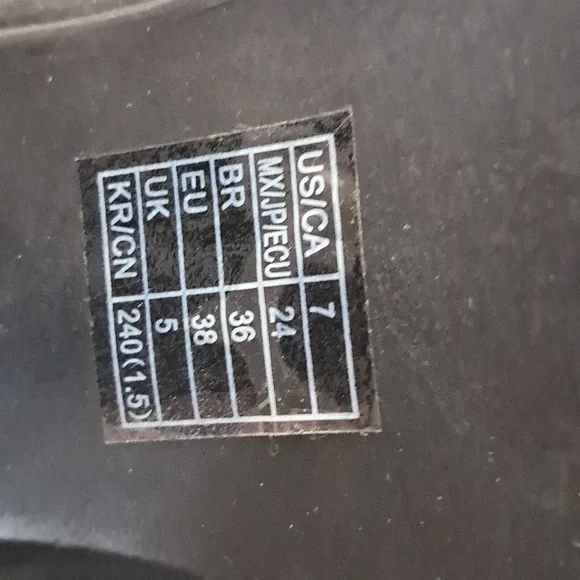 US/CA 7
MX/JP/ECU 24
BR 36
EU 38
UK 5
KR/CN 240(1.5)